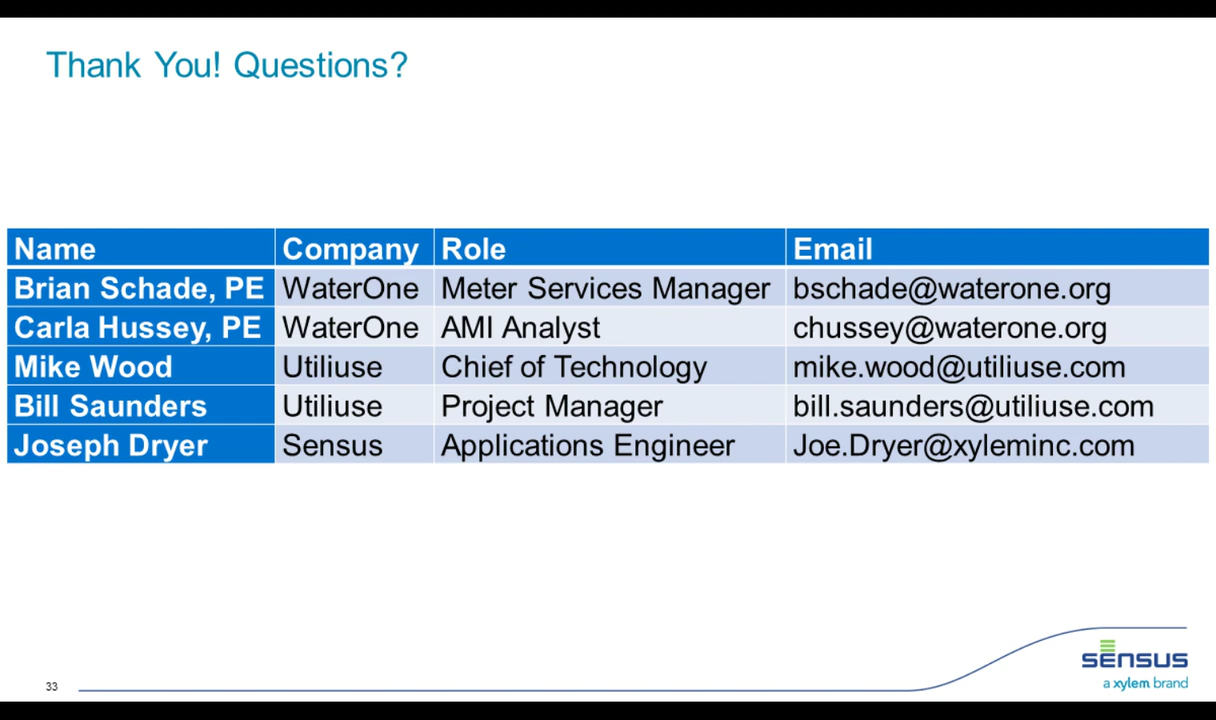 Thank You! Questions?
Name Company Role Email
Brian Schade, PE WaterOne Meter Services Manager bschade@waterone.org
Carla Hussey, PE WaterOne AMI Analyst chussey@waterone.org
Mike Wood Utiliuse Chief of Technology mike.wood@utiliuse.com
Bill Saunders Utiliuse Project Manager bill.saunders@utiliuse.com
Joseph Dryer Sensus Applications Engineer Joe.Dryer@xyleminc.com
sensus
a xylem brand
33